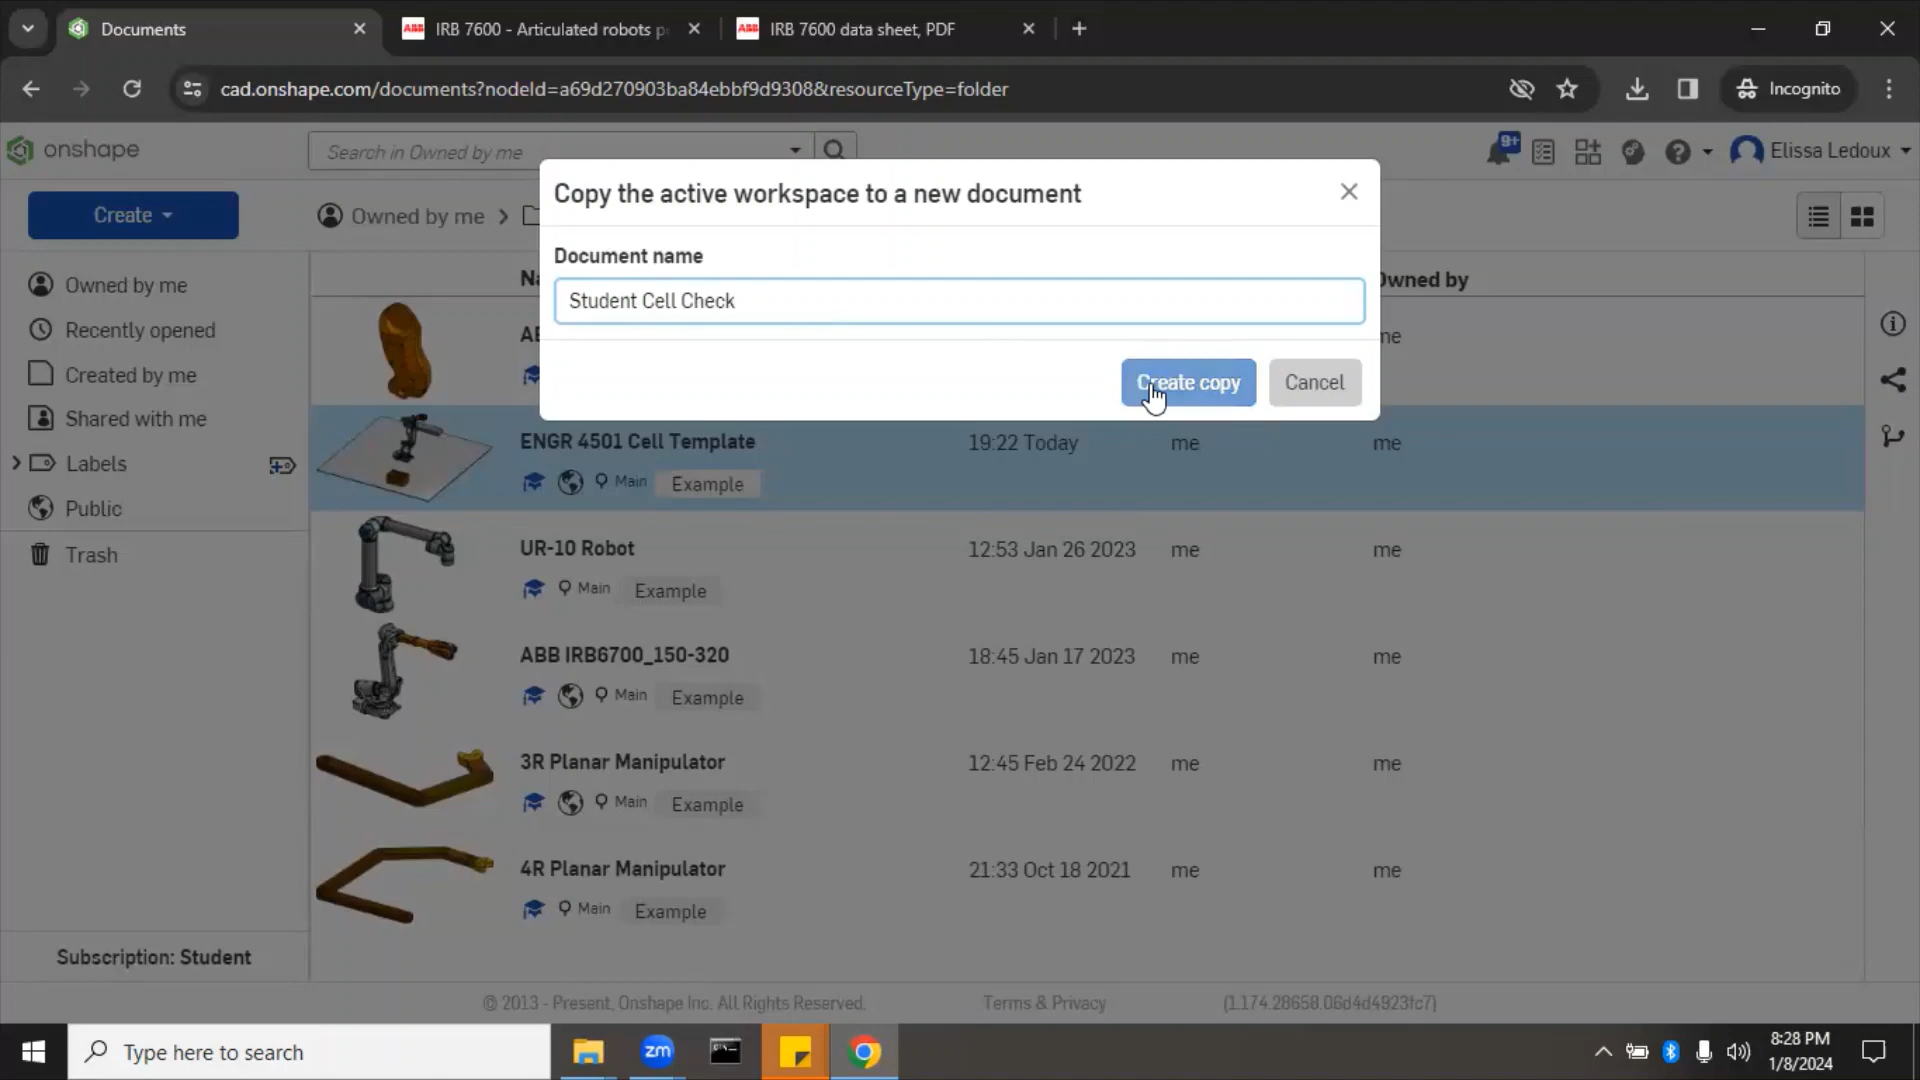 Documents
ABB IRB 7600 - Articulated robots p
ABB IRB 7600 data sheet, PDF
cad.onshape.com/documents?nodeId=a69d270903ba84ebbf9d9308&resourceType=folder
Incognito
onshape
Search in Owned by me
9+
Elissa Ledoux
Create
Owned by me
Copy the active workspace to a new document
Document name
Student Cell Check
Create copy
Cancel
Owned by me
Recently opened
Created by me
Shared with me
Labels
Public
Trash
Subscription: Student
Na
Owned by
AB
me
ENGR 4501 Cell Template
19:22 Today
me
me
Main
Example
UR-10 Robot
12:53 Jan 26 2023
me
me
Main
Example
ABB IRB6700_150-320
18:45 Jan 17 2023
me
me
Main
Example
3R Planar Manipulator
12:45 Feb 24 2022
me
me
Main
Example
4R Planar Manipulator
21:33 Oct 18 2021
me
me
Main
Example
© 2013 - Present, Onshape Inc. All Rights Reserved.
Terms & Privacy
(1.174.28658.06d4d4923fc7)
Type here to search
zm
8:28 PM
1/8/2024